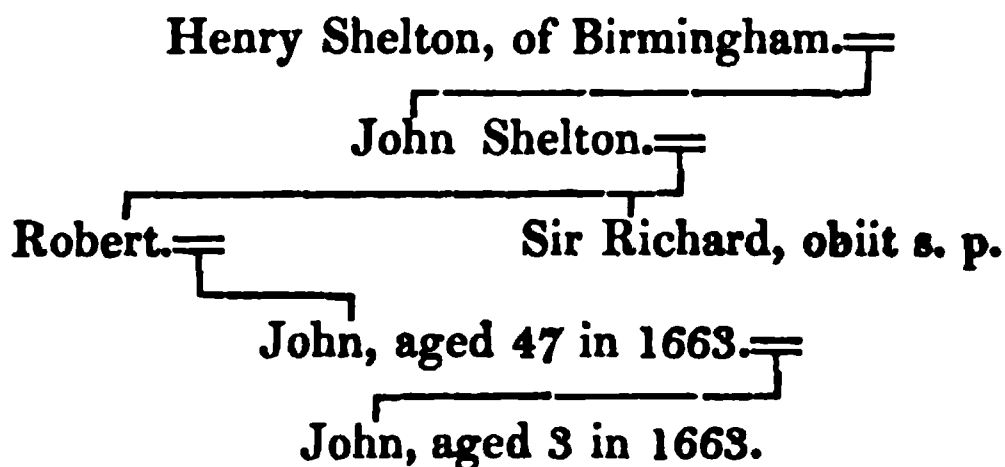 Henry Shelton, of Birmingham.
John Shelton.
Robert. Sir Richard, obiit s. p.
John, aged 47 in 1663.
John, aged 3 in 1663.